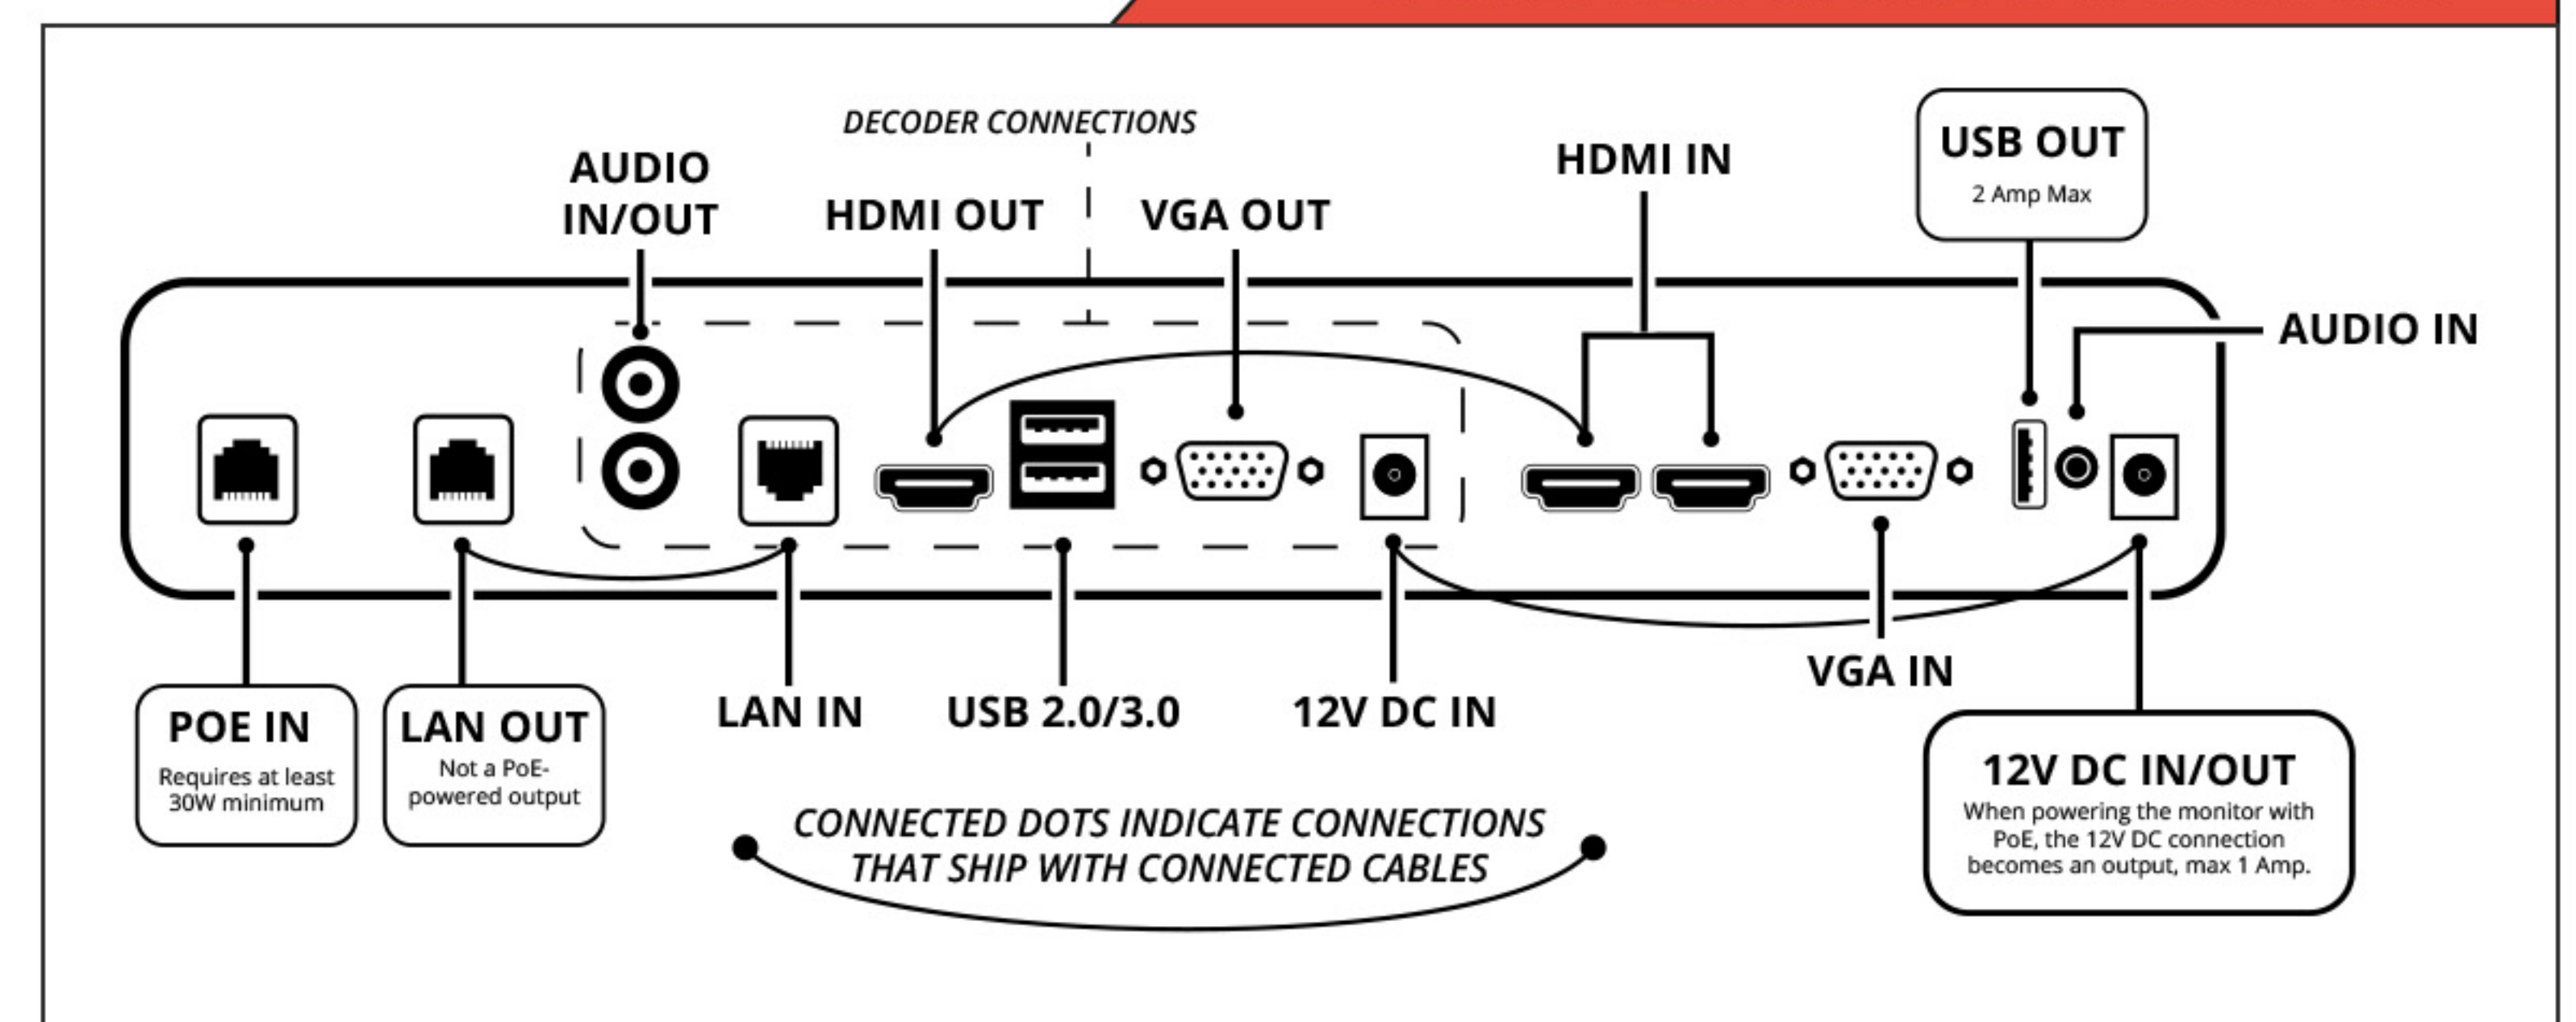 DECODER CONNECTIONS
AUDIO
IN/OUT
HDMI OUT
VGA OUT
HDMI IN
USB OUT
2 Amp Max
AUDIO IN
POE IN
Requires at least
30W minimum
LAN OUT
Not a PoE-
powered output
LAN IN
USB 2.0/3.0
12V DC IN
VGA IN
12V DC IN/OUT
When powering the monitor with
PoE, the 12V DC connection
becomes an output, max 1 Amp.
CONNECTED DOTS INDICATE CONNECTIONS
THAT SHIP WITH CONNECTED CABLES